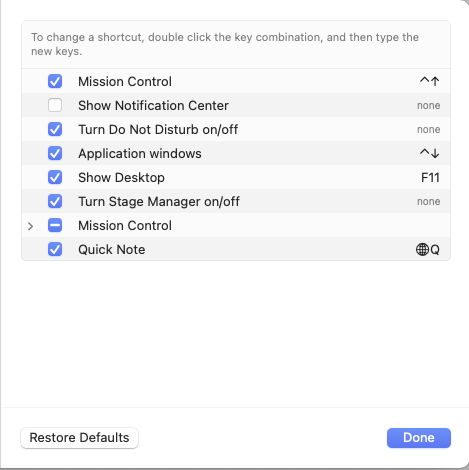 To change a shortcut, double click the key combination, and then type the
new keys.
Mission Control ^↑
Show Notification Center none
Turn Do Not Disturb on/off none
Application windows ^↓
Show Desktop F11
Turn Stage Manager on/off none
Mission Control
Quick Note 🌐Q
Restore Defaults Done